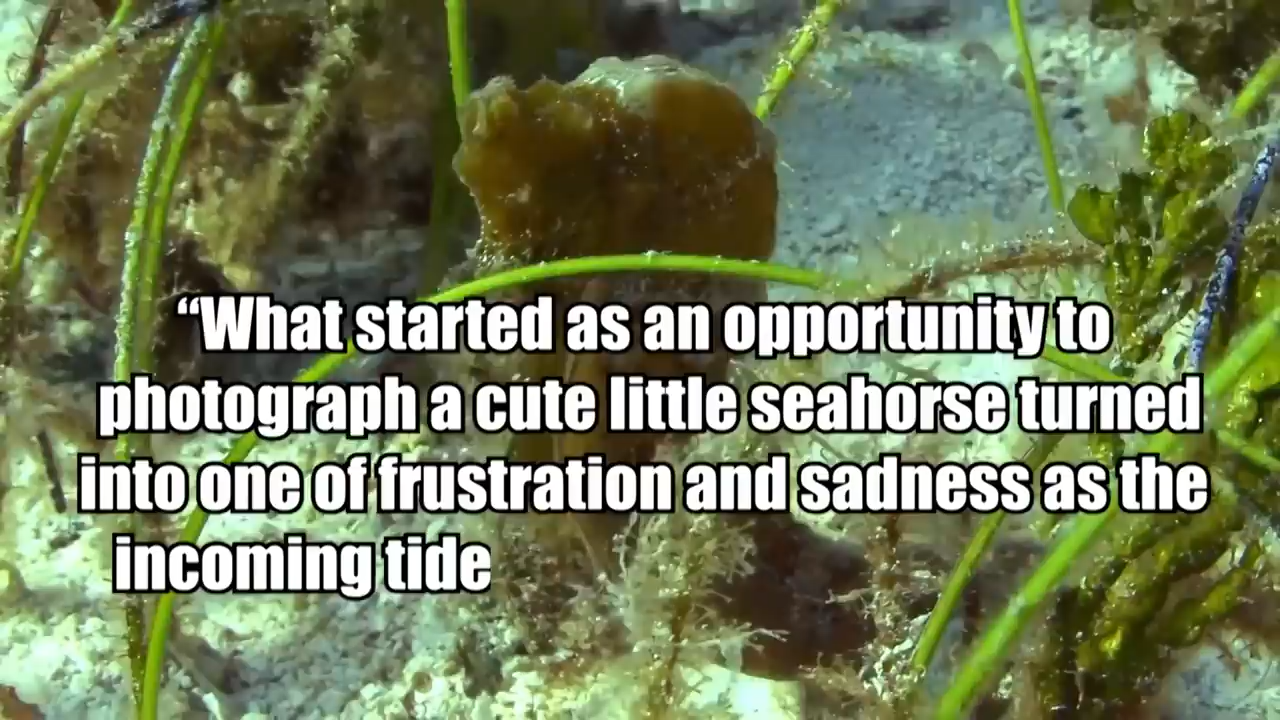 “What started as an opportunity to
photograph a cute little seahorse turned
into one of frustration and sadness as the
incoming tide